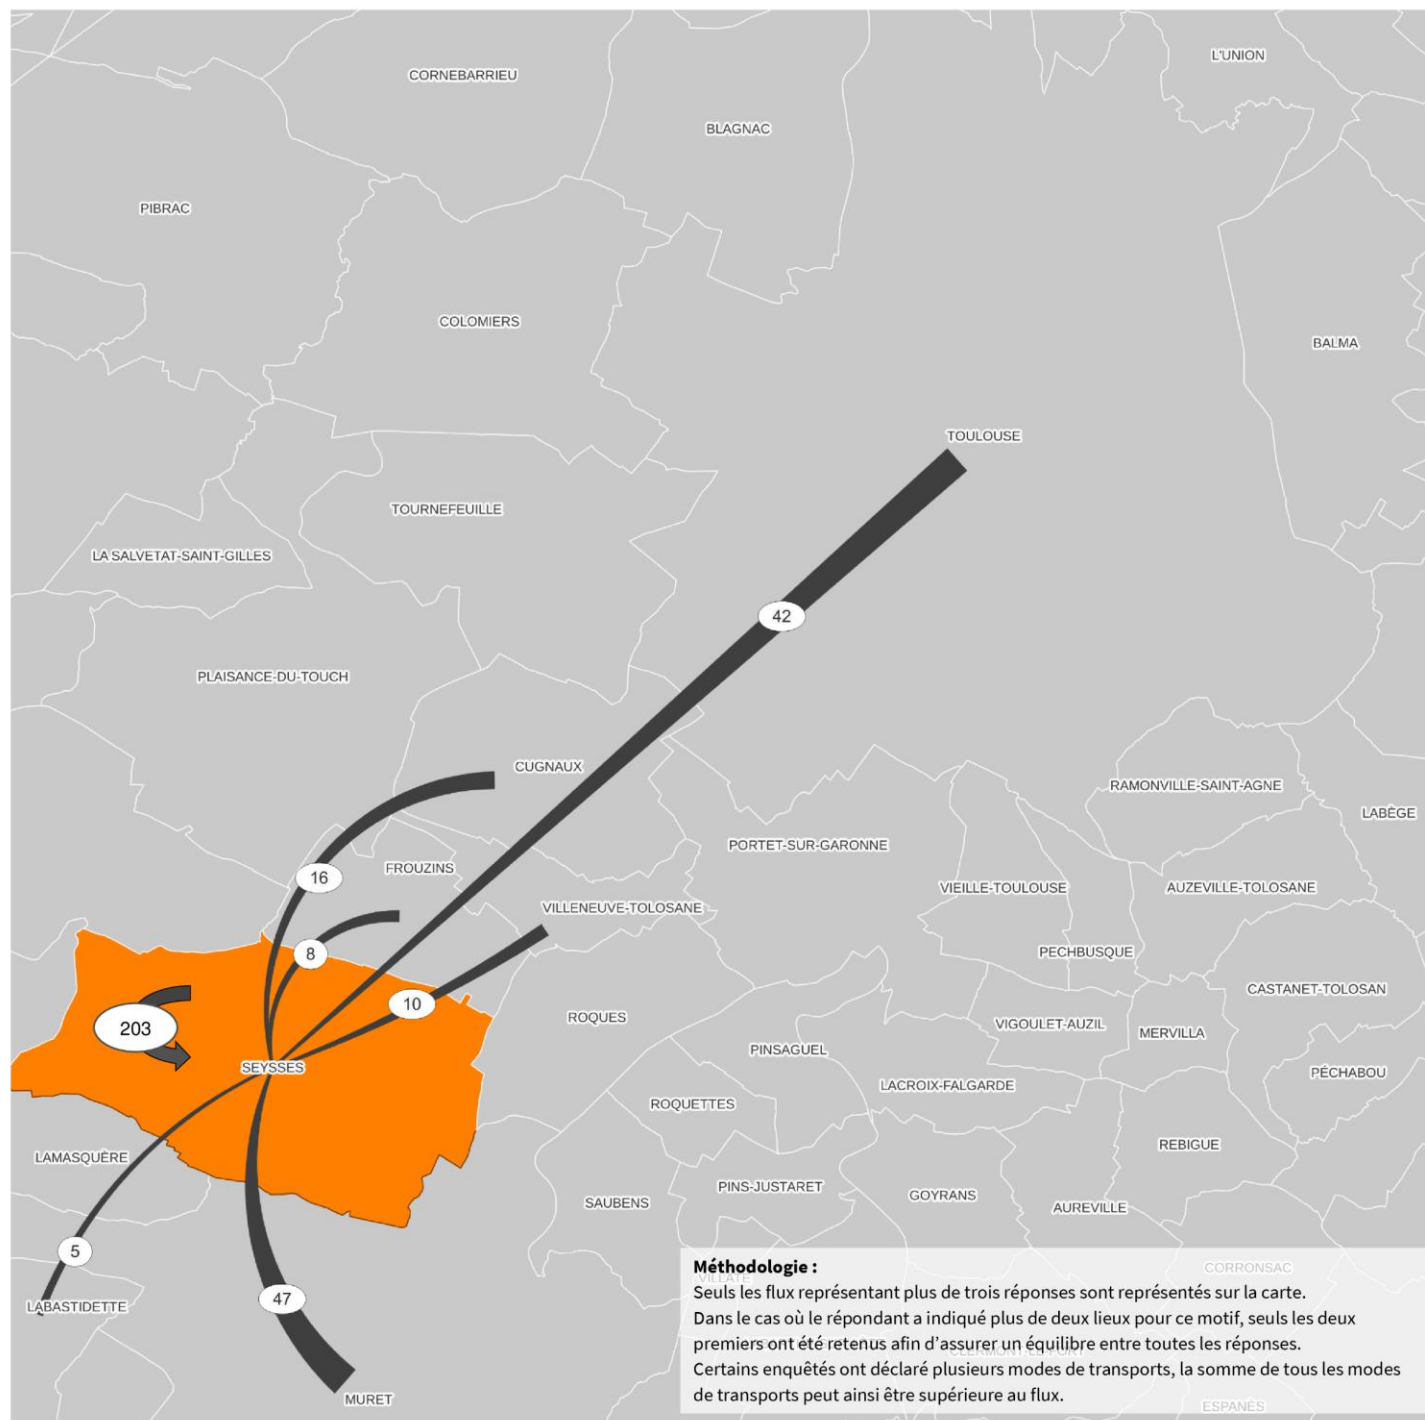 L'UNION
CORNEBARRIEU
BLAGNAC
PIBRAC
COLOMIERS
BALMA
TOULOUSE
TOURNEFEUILLE
LA SALVETAT-SAINT-GILLES
42
PLAISANCE-DU-TOUCH
CUGNAUX
RAMONVILLE-SAINT-AGNE
LABÈGE
PORTET-SUR-GARONNE
FROUZINS
16
VIEILLE-TOULOUSE
AUZEVILLE-TOLOSANE
VILLENEUVE-TOLOSANE
8
PECHBUSQUE
CASTANET-TOLOSAN
10
ROQUES
203
VIGOULET-AUZIL
MERVILLA
PINSAGUEL
SEYSSES
PÉCHABOU
LACROIX-FALGARDE
ROQUETTES
REBIGUE
LAMASQUÈRE
PINS-JUSTARET
GOYRANS
SAUBENS
AUREVILLE
5
CORRONSAC
VILLATE
47
LABASTIDETTE
CLERMONT-LE-FORT
MURET
ESPANÈS
Méthodologie :
Seuls les flux représentant plus de trois réponses sont représentés sur la carte.
Dans le cas où le répondant a indiqué plus de deux lieux pour ce motif, seuls les deux
premiers ont été retenus afin d'assurer un équilibre entre toutes les réponses.
Certains enquêtés ont déclaré plusieurs modes de transports, la somme de tous les modes
de transports peut ainsi être supérieure au flux.